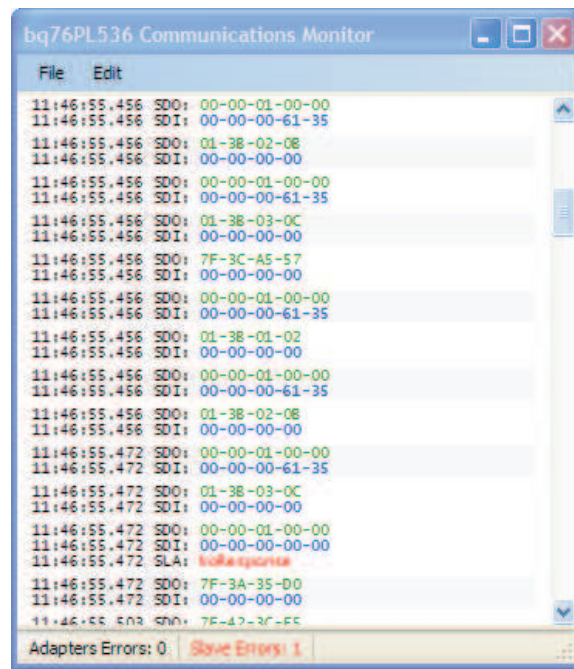 bq76PL536 Communications Monitor
File Edit
11:46:55.456 SDO: 00-00-01-00-00
11:46:55.456 SDI: 00-00-00-61-35
11:46:55.456 SDO: 01-3B-02-0B
11:46:55.456 SDI: 00-00-00-00
11:46:55.456 SDO: 00-00-01-00-00
11:46:55.456 SDI: 00-00-00-61-35
11:46:55.456 SDO: 01-3B-03-0C
11:46:55.456 SDI: 00-00-00-00
11:46:55.456 SDO: 7F-3C-A5-57
11:46:55.456 SDI: 00-00-00-00
11:46:55.456 SDO: 00-00-01-00-00
11:46:55.456 SDI: 00-00-00-61-35
11:46:55.456 SDO: 01-3B-01-02
11:46:55.456 SDI: 00-00-00-00
11:46:55.456 SDO: 00-00-01-00-00
11:46:55.456 SDI: 00-00-00-61-35
11:46:55.456 SDO: 01-3B-02-0B
11:46:55.456 SDI: 00-00-00-00
11:46:55.472 SDO: 00-00-01-00-00
11:46:55.472 SDI: 00-00-00-61-35
11:46:55.472 SDO: 01-3B-03-0C
11:46:55.472 SDI: 00-00-00-00
11:46:55.472 SDO: 00-00-01-00-00
11:46:55.472 SDI: 00-00-00-00-00
11:46:55.472 SLA: NoResponse
11:46:55.472 SDO: 7F-3A-35-D0
11:46:55.472 SDI: 00-00-00-00
11:46:55.503 SDO: 7F-42-3C-F5
Adapters Errors: 0 Slave Errors: 1